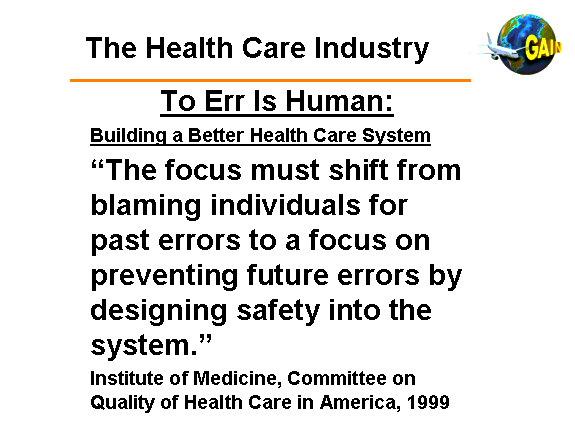 The Health Care Industry
GAIN
To Err Is Human:
Building a Better Health Care System
“The focus must shift from
blaming individuals for
past errors to a focus on
preventing future errors by
designing safety into the
system.”
Institute of Medicine, Committee on
Quality of Health Care in America, 1999